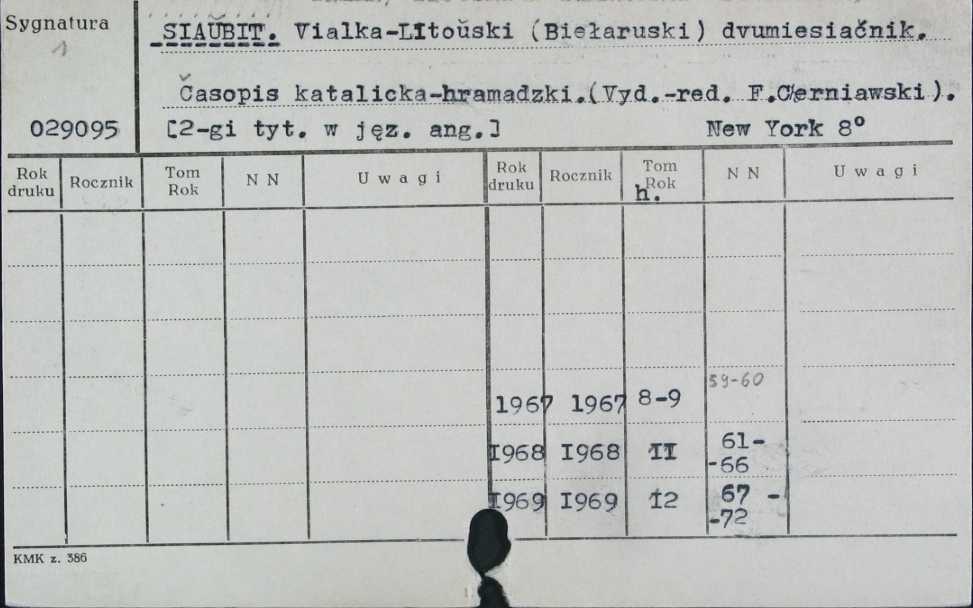 Sygnatura
1
SIAŬBIT. Vialka-LItoŭski (Biełaruski) dvumiesiačnik.
Časopis katalicka-hramadzki.(Vyd.-red. F.Černiawski).
029095 [2-gi tyt. w jęz. ang.] New York 8°
Rok druku Rocznik Tom Rok N N Uwagi Rok druku Rocznik Tom Rok N N Uwagi
h.
1967 1967 8-9 59-60
I968 I968 II 61-
-66
I969 I969 I2 67 -
-72
KMK z. 386